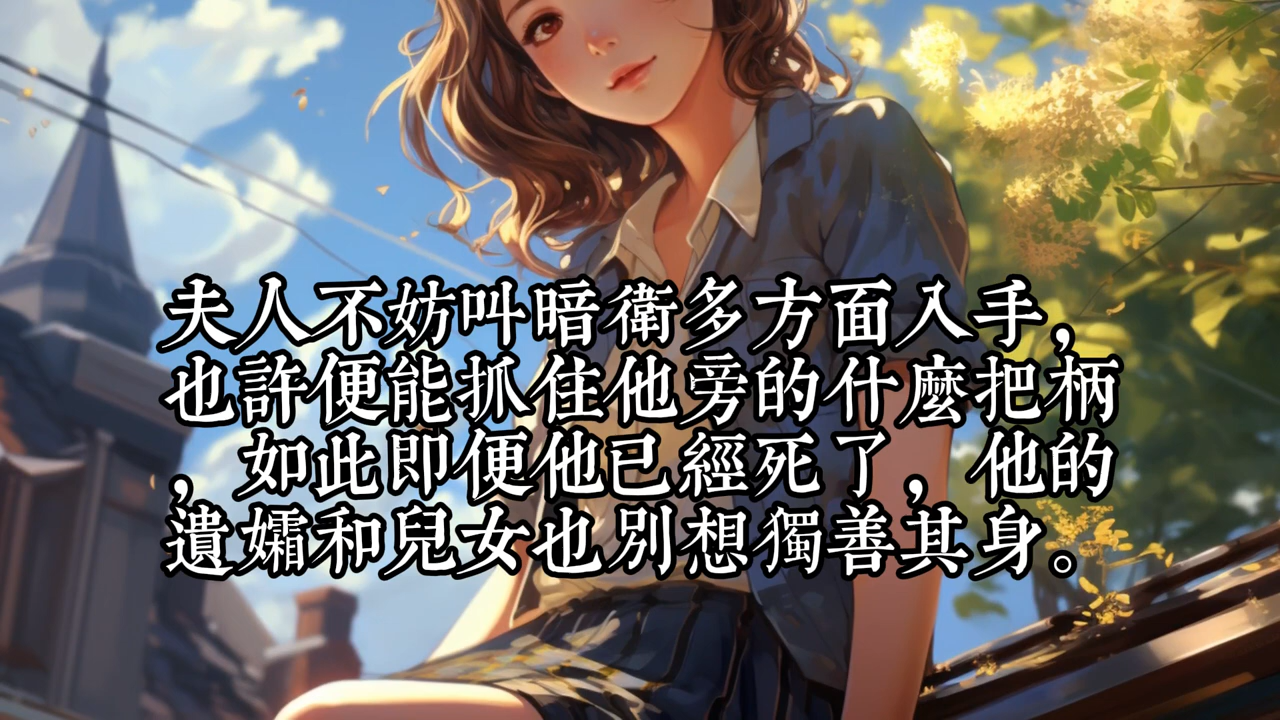 夫人不妨叫暗衛多方面入手，
也許便能抓住他旁的什麼把柄
，如此即便他已經死了，他的
遺孀和兒女也別想獨善其身。